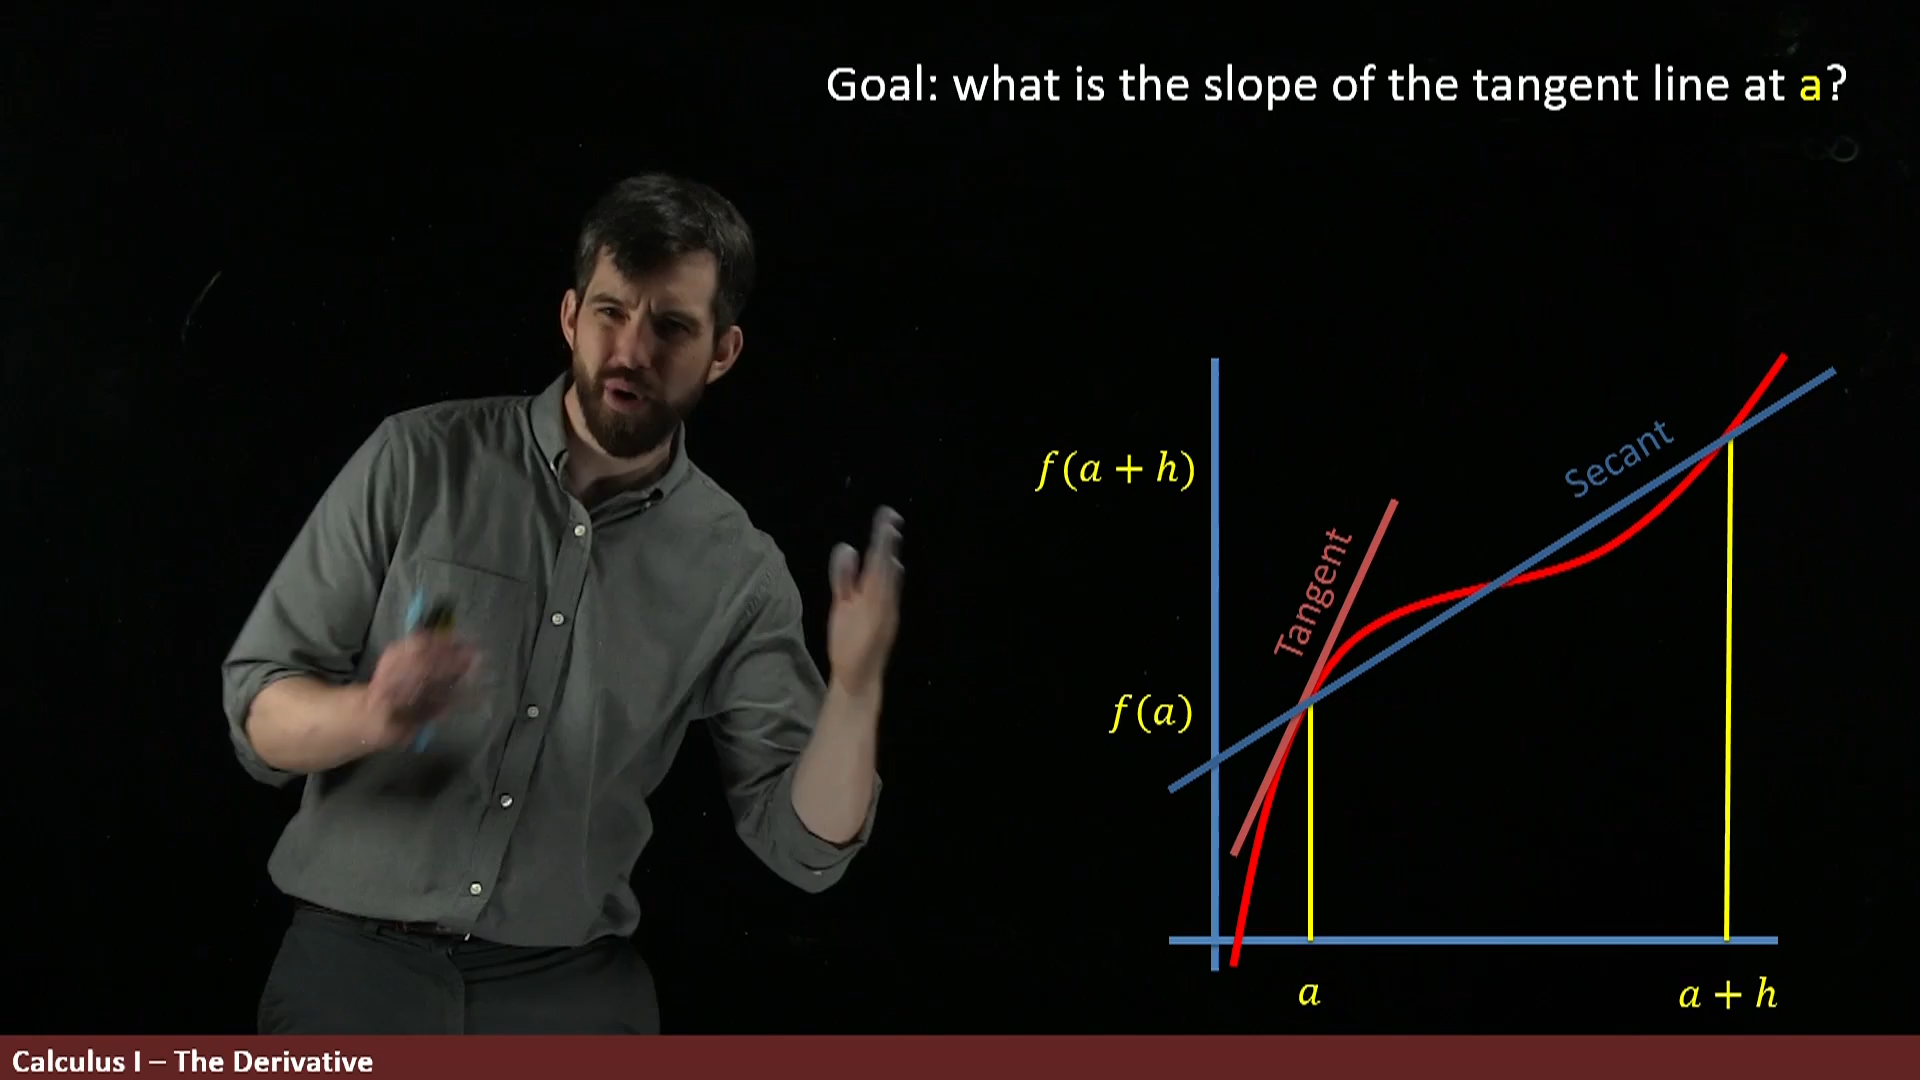 Goal: what is the slope of the tangent line at a?
Secant
f(a + h)
Tangent
f(a)
a
a + h
Calculus I – The Derivative